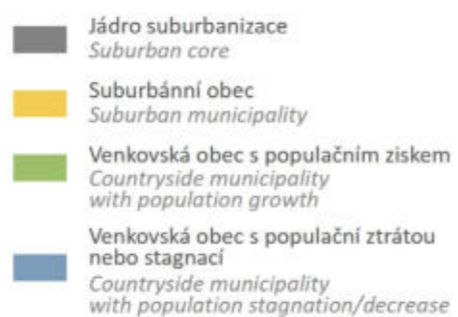 Jádro suburbanizace
Suburban core
Suburbánní obec
Suburban municipality
Venkovská obec s populačním ziskem
Countryside municipality
with population growth
Venkovská obec s populační ztrátou
nebo stagnací
Countryside municipality
with population stagnation/decrease